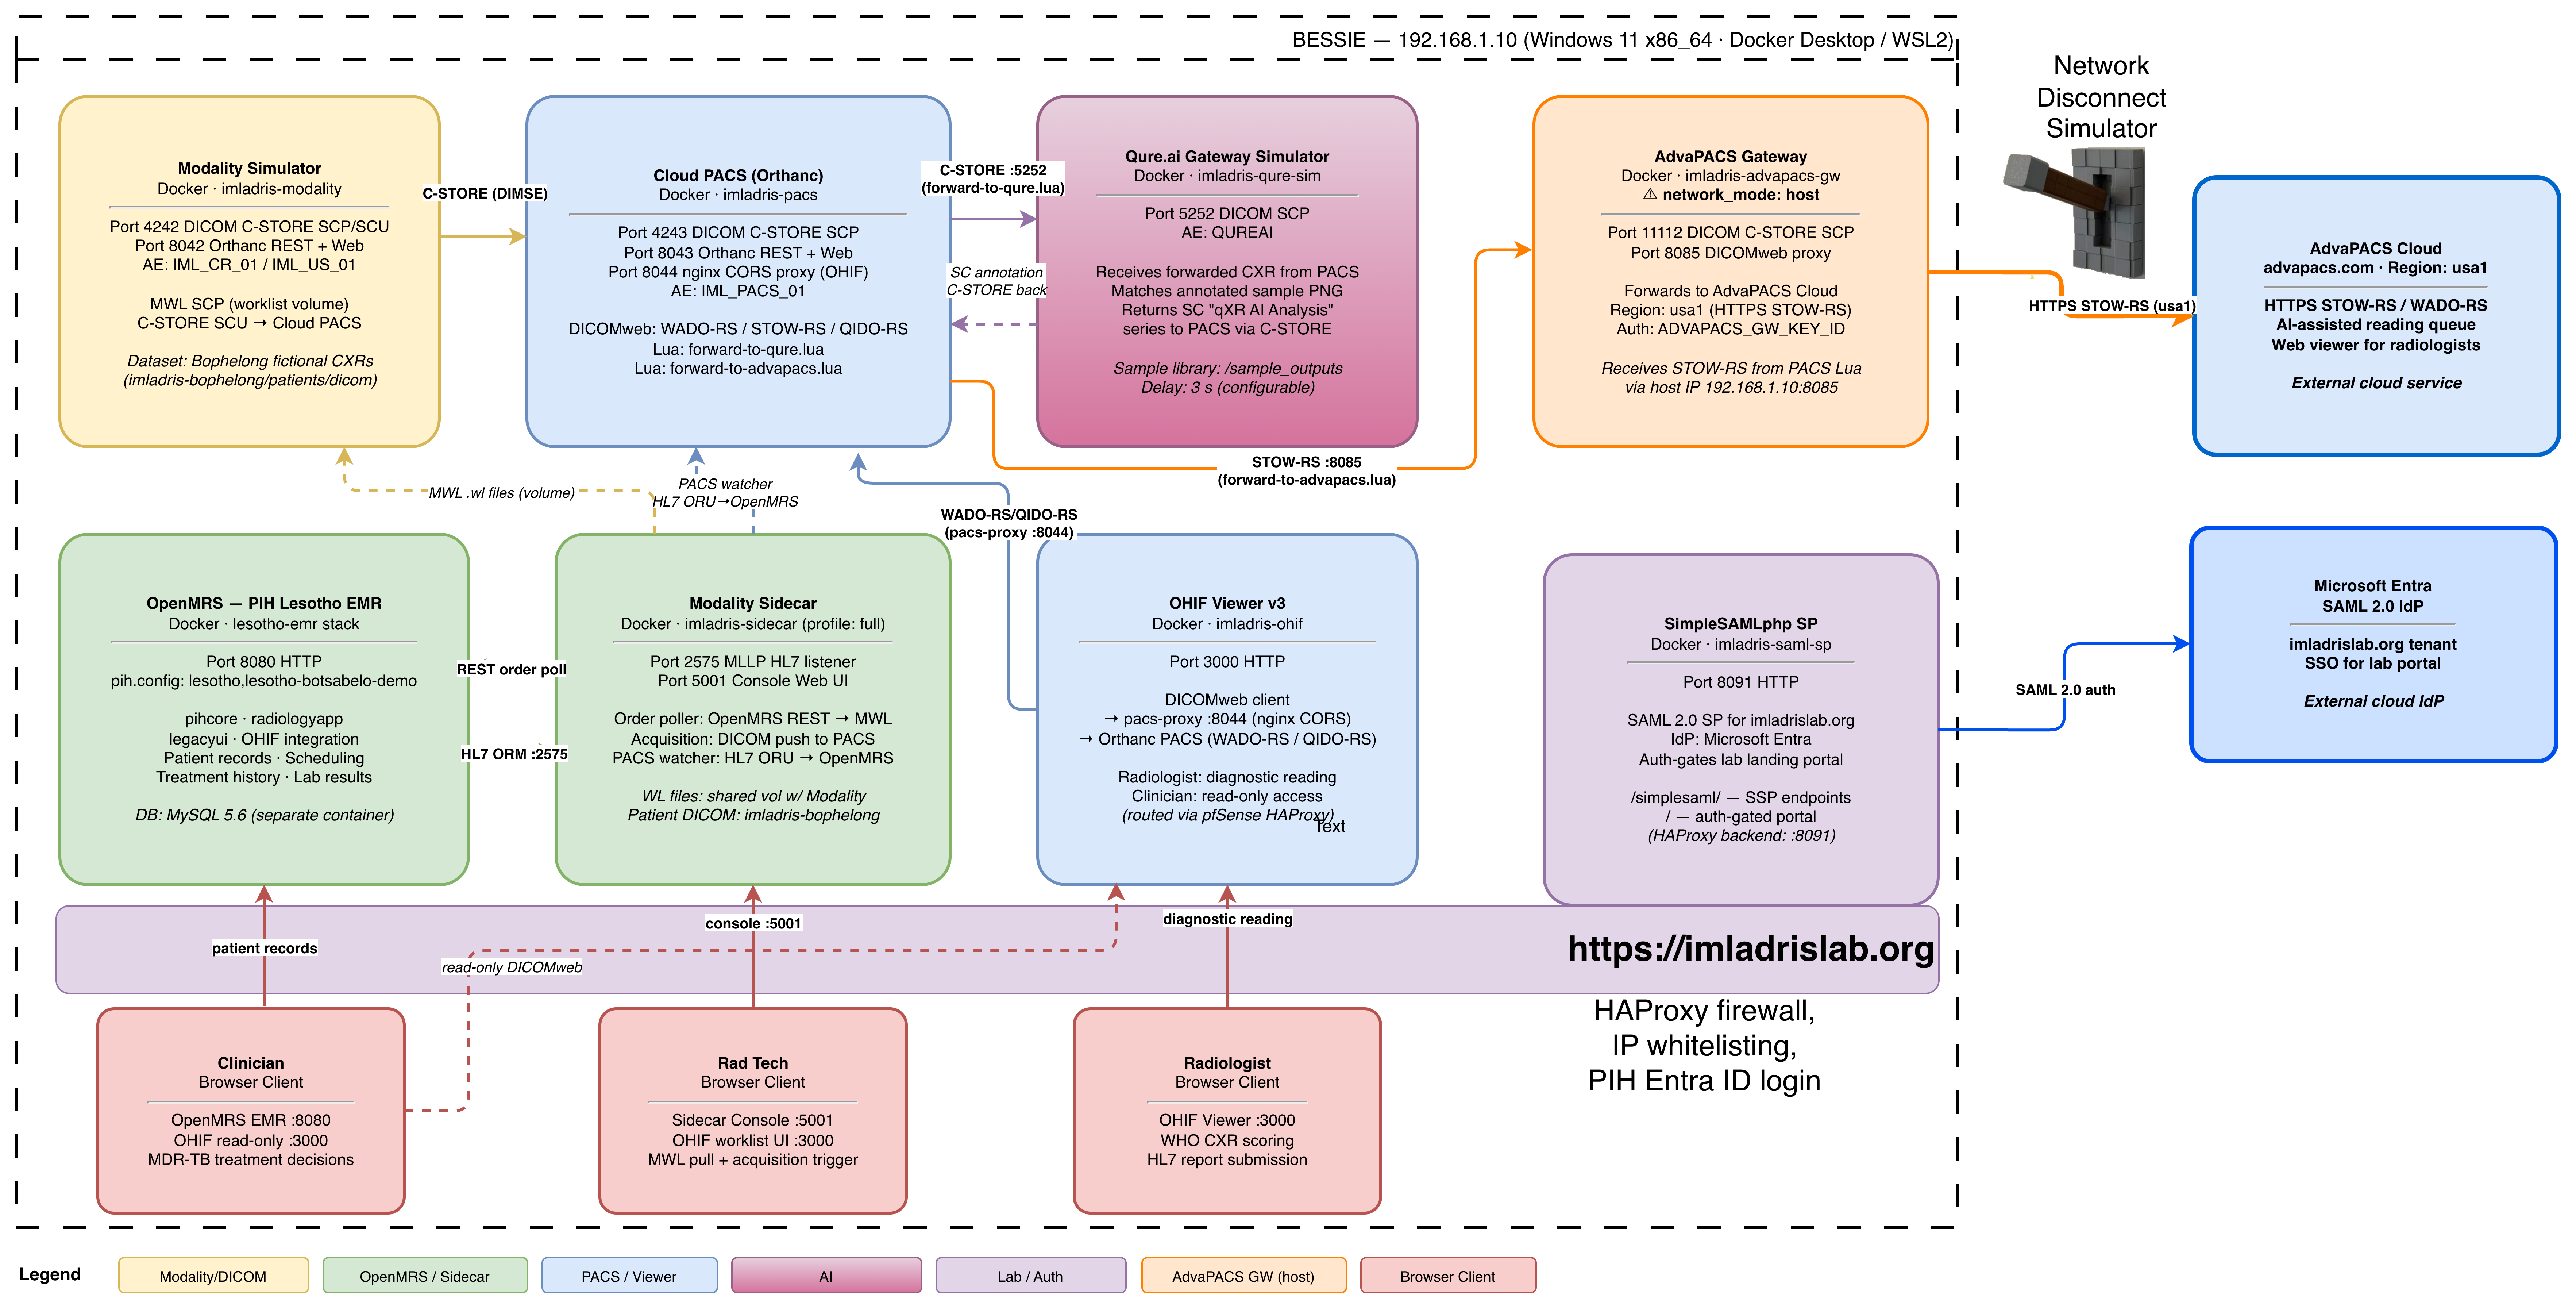 BESSIE — 192.168.1.10 (Windows 11 x86_64 · Docker Desktop / WSL2)
Network
Disconnect
Simulator
Modality Simulator
Docker · imladris-modality
Port 4242 DICOM C-STORE SCP/SCU
Port 8042 Orthanc REST + Web
AE: IML_CR_01 / IML_US_01
MWL SCP (worklist volume)
C-STORE SCU → Cloud PACS
Dataset: Bophelong fictional CXRs
(imladris-bophelong/patients/dicom)
C-STORE (DIMSE)
Cloud PACS (Orthanc)
Docker · imladris-pacs
Port 4243 DICOM C-STORE SCP
Port 8043 Orthanc REST + Web
Port 8044 nginx CORS proxy (OHIF)
AE: IML_PACS_01
DICOMweb: WADO-RS / STOW-RS / QIDO-RS
Lua: forward-to-qure.lua
Lua: forward-to-advapacs.lua
C-STORE :5252
(forward-to-qure.lua)
SC annotation
C-STORE back
Qure.ai Gateway Simulator
Docker · imladris-qure-sim
Port 5252 DICOM SCP
AE: QUREAI
Receives forwarded CXR from PACS
Matches annotated sample PNG
Returns SC "qXR AI Analysis"
series to PACS via C-STORE
Sample library: /sample_outputs
Delay: 3 s (configurable)
AdvaPACS Gateway
Docker · imladris-advapacs-gw
⚠ network_mode: host
Port 11112 DICOM C-STORE SCP
Port 8085 DICOMweb proxy
Forwards to AdvaPACS Cloud
Region: usa1 (HTTPS STOW-RS)
Auth: ADVAPACS_GW_KEY_ID
Receives STOW-RS from PACS Lua
via host IP 192.168.1.10:8085
HTTPS STOW-RS (usa1)
AdvaPACS Cloud
advapacs.com · Region: usa1
HTTPS STOW-RS / WADO-RS
AI-assisted reading queue
Web viewer for radiologists
External cloud service
MWL .wl files (volume)
PACS watcher
HL7 ORU→OpenMRS
STOW-RS :8085
(forward-to-advapacs.lua)
WADO-RS/QIDO-RS
(pacs-proxy :8044)
OpenMRS — PIH Lesotho EMR
Docker · lesotho-emr stack
Port 8080 HTTP
pih.config: lesotho,lesotho-botsabelo-demo
pihcore · radiologyapp
legacyui · OHIF integration
Patient records · Scheduling
Treatment history · Lab results
DB: MySQL 5.6 (separate container)
REST order poll
HL7 ORM :2575
Modality Sidecar
Docker · imladris-sidecar (profile: full)
Port 2575 MLLP HL7 listener
Port 5001 Console Web UI
Order poller: OpenMRS REST → MWL
Acquisition: DICOM push to PACS
PACS watcher: HL7 ORU → OpenMRS
WL files: shared vol w/ Modality
Patient DICOM: imladris-bophelong
OHIF Viewer v3
Docker · imladris-ohif
Port 3000 HTTP
DICOMweb client
→ pacs-proxy :8044 (nginx CORS)
→ Orthanc PACS (WADO-RS / QIDO-RS)
Radiologist: diagnostic reading
Clinician: read-only access
(routed via pfSense HAProxy)
Text
SimpleSAMLphp SP
Docker · imladris-saml-sp
Port 8091 HTTP
SAML 2.0 SP for imladrislab.org
IdP: Microsoft Entra
Auth-gates lab landing portal
/simplesaml/ — SSP endpoints
/ — auth-gated portal
(HAProxy backend: :8091)
SAML 2.0 auth
Microsoft Entra
SAML 2.0 IdP
imladrislab.org tenant
SSO for lab portal
External cloud IdP
patient records
console :5001
diagnostic reading
read-only DICOMweb
https://imladrislab.org
HAProxy firewall,
IP whitelisting,
PIH Entra ID login
Clinician
Browser Client
OpenMRS EMR :8080
OHIF read-only :3000
MDR-TB treatment decisions
Rad Tech
Browser Client
Sidecar Console :5001
OHIF worklist UI :3000
MWL pull + acquisition trigger
Radiologist
Browser Client
OHIF Viewer :3000
WHO CXR scoring
HL7 report submission
Legend
Modality/DICOM
OpenMRS / Sidecar
PACS / Viewer
AI
Lab / Auth
AdvaPACS GW (host)
Browser Client